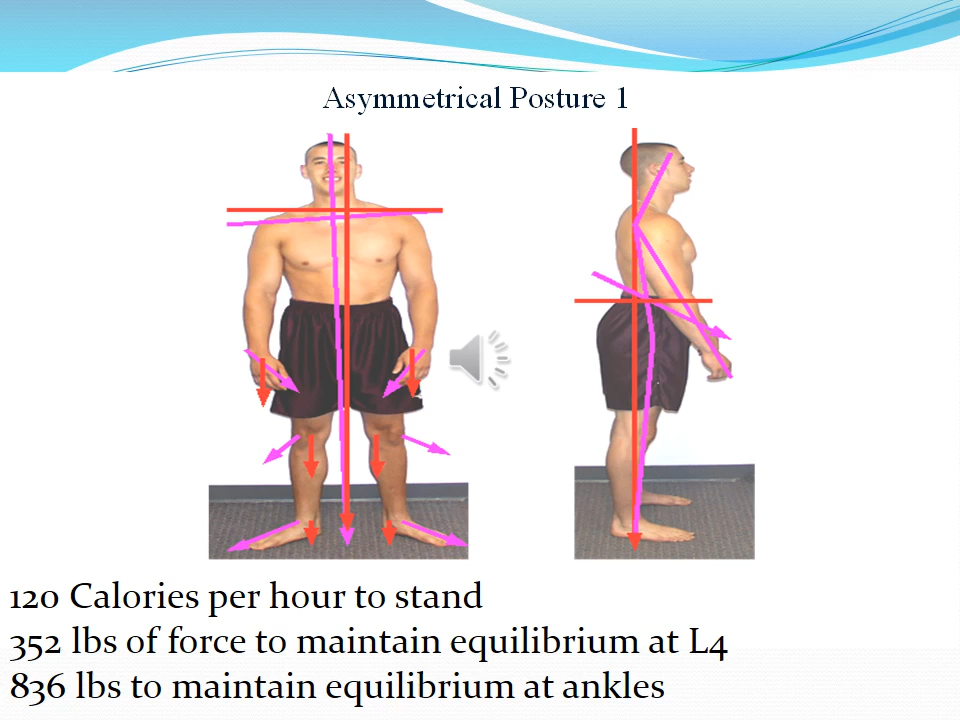 Asymmetrical Posture 1
120 Calories per hour to stand
352 lbs of force to maintain equilibrium at L4
836 lbs to maintain equilibrium at ankles